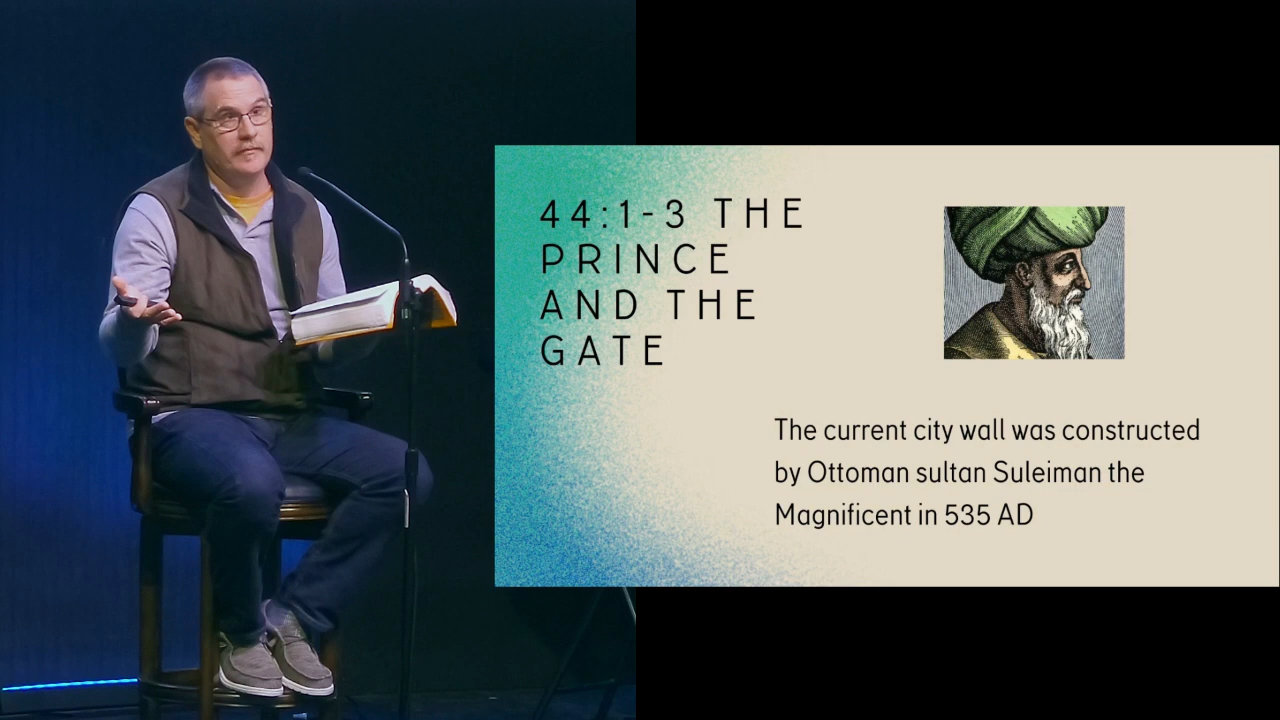 44:1-3 THE
PRINCE
AND THE
GATE
The current city wall was constructed
by Ottoman sultan Suleiman the
Magnificent in 535 AD